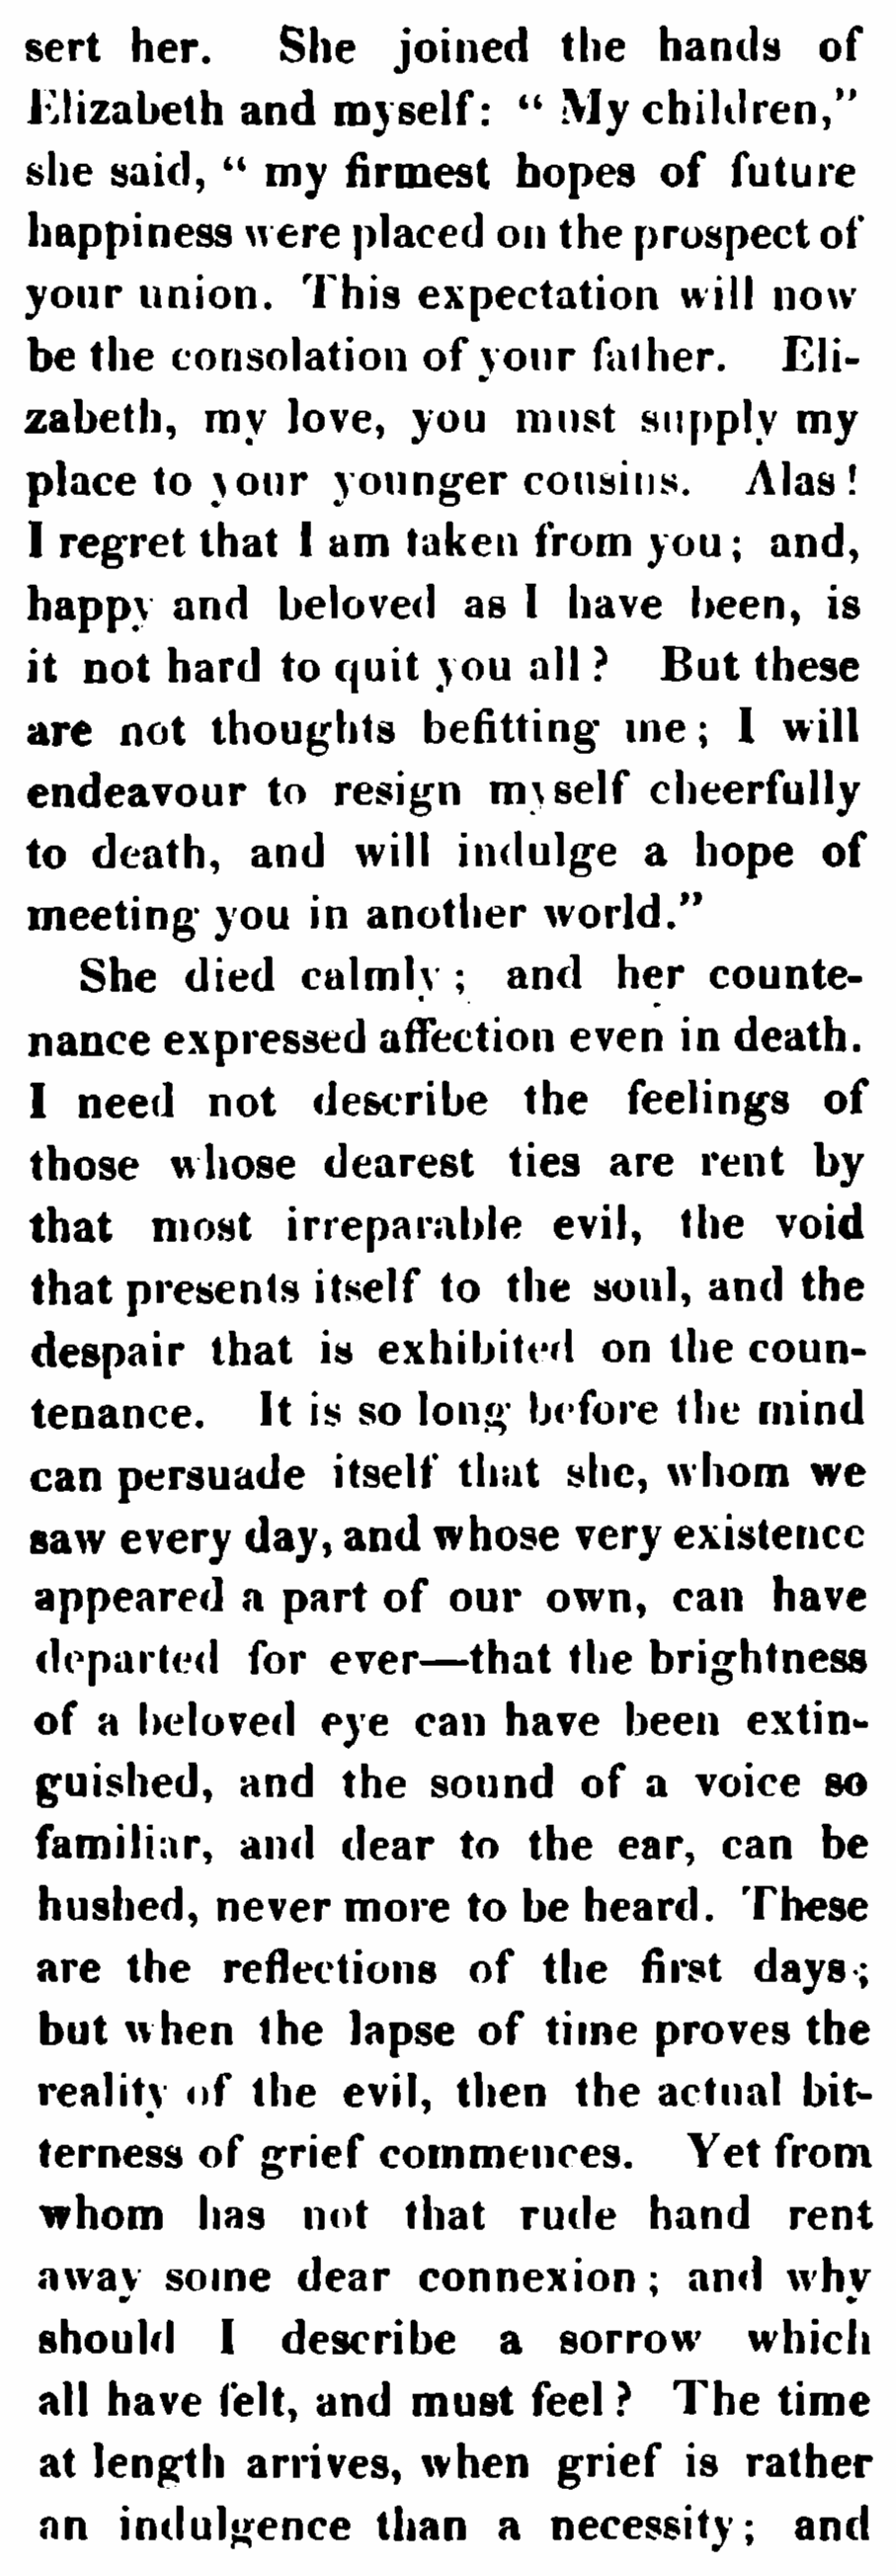 sert her. She joined the hands of
Elizabeth and myself: “ My children,”
she said, “ my firmest hopes of future
happiness were placed on the prospect of
your union. This expectation will now
be the consolation of your father. Eli-
zabeth, my love, you must supply my
place to your younger cousins. Alas!
I regret that I am taken from you; and,
happy and beloved as I have been, is
it not hard to quit you all? But these
are not thoughts befitting me; I will
endeavour to resign myself cheerfully
to death, and will indulge a hope of
meeting you in another world.”
She died calmly; and her counte-
nance expressed affection even in death.
I need not describe the feelings of
those whose dearest ties are rent by
that most irreparable evil, the void
that presents itself to the soul, and the
despair that is exhibited on the coun-
tenance. It is so long before the mind
can persuade itself that she, whom we
saw every day, and whose very existence
appeared a part of our own, can have
departed for ever—that the brightness
of a beloved eye can have been extin-
guished, and the sound of a voice so
familiar, and dear to the ear, can be
hushed, never more to be heard. These
are the reflections of the first days;
but when the lapse of time proves the
reality of the evil, then the actual bit-
terness of grief commences. Yet from
whom has not that rude hand rent
away some dear connexion; and why
should I describe a sorrow which
all have felt, and must feel? The time
at length arrives, when grief is rather
an indulgence than a necessity; and